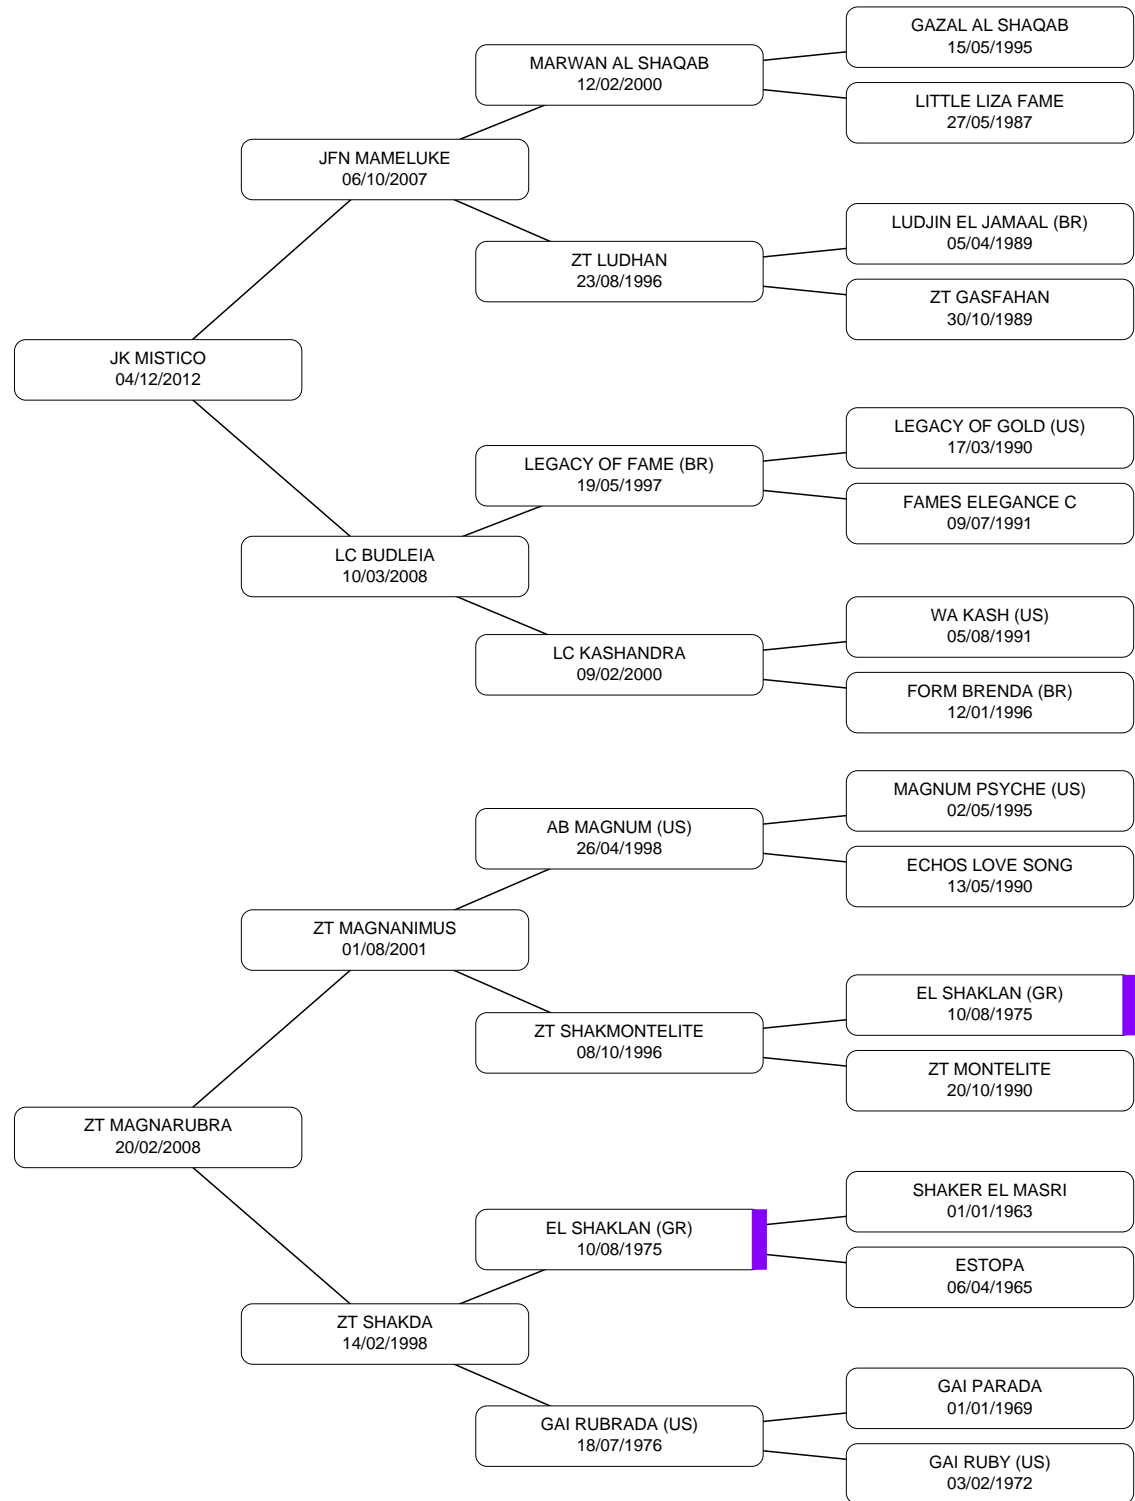 GAZAL AL SHAQAB
15/05/1995
MARWAN AL SHAQAB
12/02/2000
LITTLE LIZA FAME
27/05/1987
JFN MAMELUKE
06/10/2007
LUDJIN EL JAMAAL (BR)
05/04/1989
ZT LUDHAN
23/08/1996
ZT GASFAHAN
30/10/1989
JK MISTICO
04/12/2012
LEGACY OF GOLD (US)
17/03/1990
LEGACY OF FAME (BR)
19/05/1997
FAMES ELEGANCE C
09/07/1991
LC BUDLEIA
10/03/2008
WA KASH (US)
05/08/1991
LC KASHANDRA
09/02/2000
FORM BRENDA (BR)
12/01/1996
MAGNUM PSYCHE (US)
02/05/1995
AB MAGNUM (US)
26/04/1998
ECHOS LOVE SONG
13/05/1990
ZT MAGNANIMUS
01/08/2001
EL SHAKLAN (GR)
10/08/1975
ZT SHAKMONTELITE
08/10/1996
ZT MONTELITE
20/10/1990
ZT MAGNARUBRA
20/02/2008
SHAKER EL MASRI
01/01/1963
EL SHAKLAN (GR)
10/08/1975
ESTOPA
06/04/1965
ZT SHAKDA
14/02/1998
GAI PARADA
01/01/1969
GAI RUBRADA (US)
18/07/1976
GAI RUBY (US)
03/02/1972